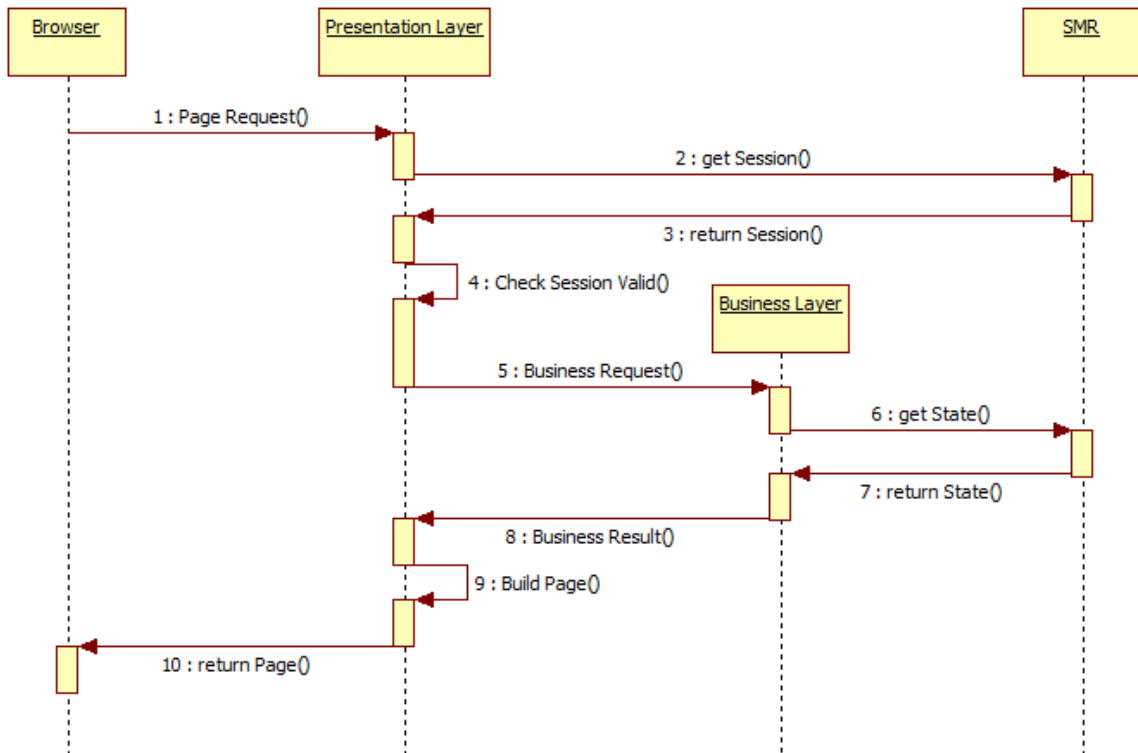 Browser
Presentation Layer
SMR
1 : Page Request()
2 : get Session()
3 : return Session()
4 : Check Session Valid()
Business Layer
5 : Business Request()
6 : get State()
7 : return State()
8 : Business Result()
9 : Build Page()
10 : return Page()